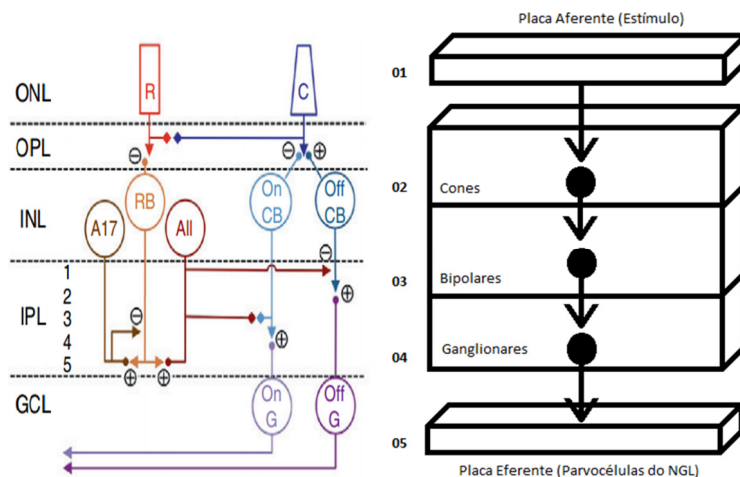 ONL
R
C
OPL
⊖
⊖ ⊕
INL
A17
RB
AII
On
CB
Off
CB
IPL
1
2
3
4
5
⊖
⊖
⊕
⊕
⊕ ⊕
GCL
On
G
Off
G
Placa Aferente (Estímulo)
01
02
Cones
03
Bipolares
04
Ganglionares
05
Placa Eferente (Parvocélulas do NGL)